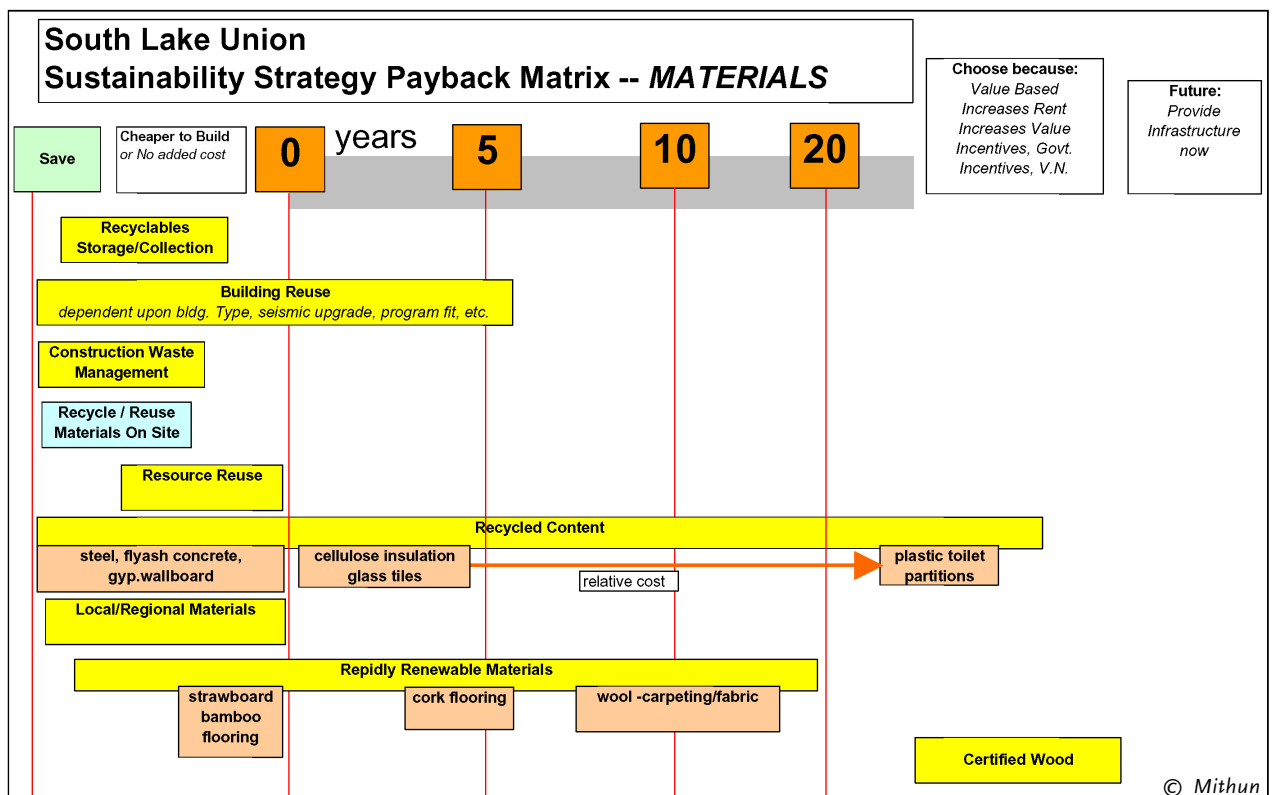 South Lake Union
Sustainability Strategy Payback Matrix -- MATERIALS
Choose because:
Value Based
Increases Rent
Increases Value
Incentives, Govt.
Incentives, V.N.
Future:
Provide
Infrastructure
now
Save
Cheaper to Build
or No added cost
0
years
5
10
20
Recyclables
Storage/Collection
Building Reuse
dependent upon bldg. Type, seismic upgrade, program fit, etc.
Construction Waste
Management
Recycle / Reuse
Materials On Site
Resource Reuse
Recycled Content
steel, flyash concrete,
gyp.wallboard
cellulose insulation
glass tiles
relative cost
plastic toilet
partitions
Local/Regional Materials
Repidly Renewable Materials
strawboard
bamboo
flooring
cork flooring
wool -carpeting/fabric
Certified Wood
© Mithun